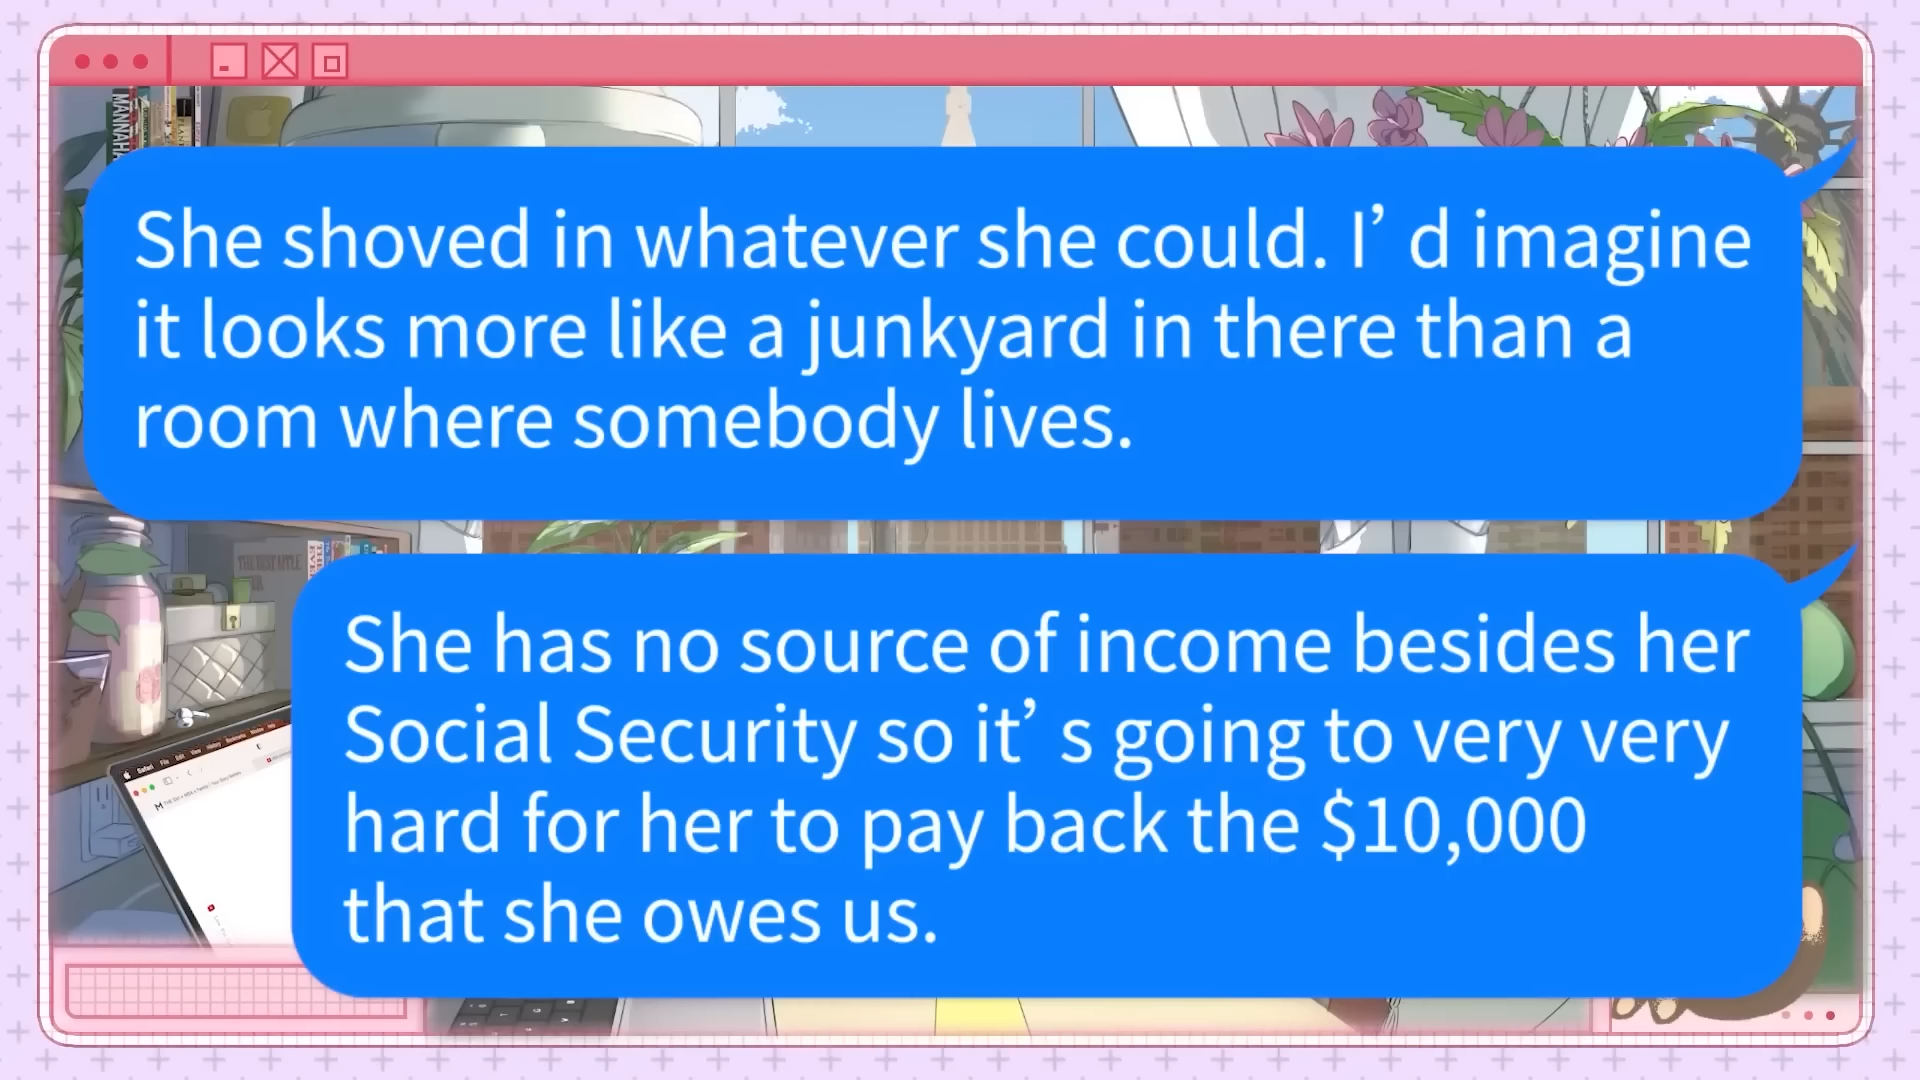 MANNAHA
She shoved in whatever she could. I’d imagine
it looks more like a junkyard in there than a
room where somebody lives.
She has no source of income besides her
Social Security so it’s going to very very
hard for her to pay back the $10,000
that she owes us.